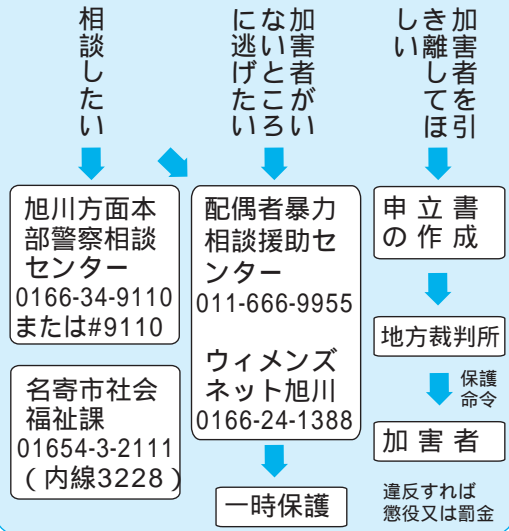 相談したい
加害者がい
ないところ
に逃げたい
加害者を引
き離してほ
しい
旭川方面本
部警察相談
センター
0166-34-9110
または#9110
名寄市社会
福祉課
01654-3-2111
(内線3228)
配偶者暴力
相談援助セ
ンター
011-666-9955
ウィメンズ
ネット旭川
0166-24-1388
一時保護
申立書
の作成
地方裁判所
保護
命令
加害者
違反すれば
懲役又は罰金